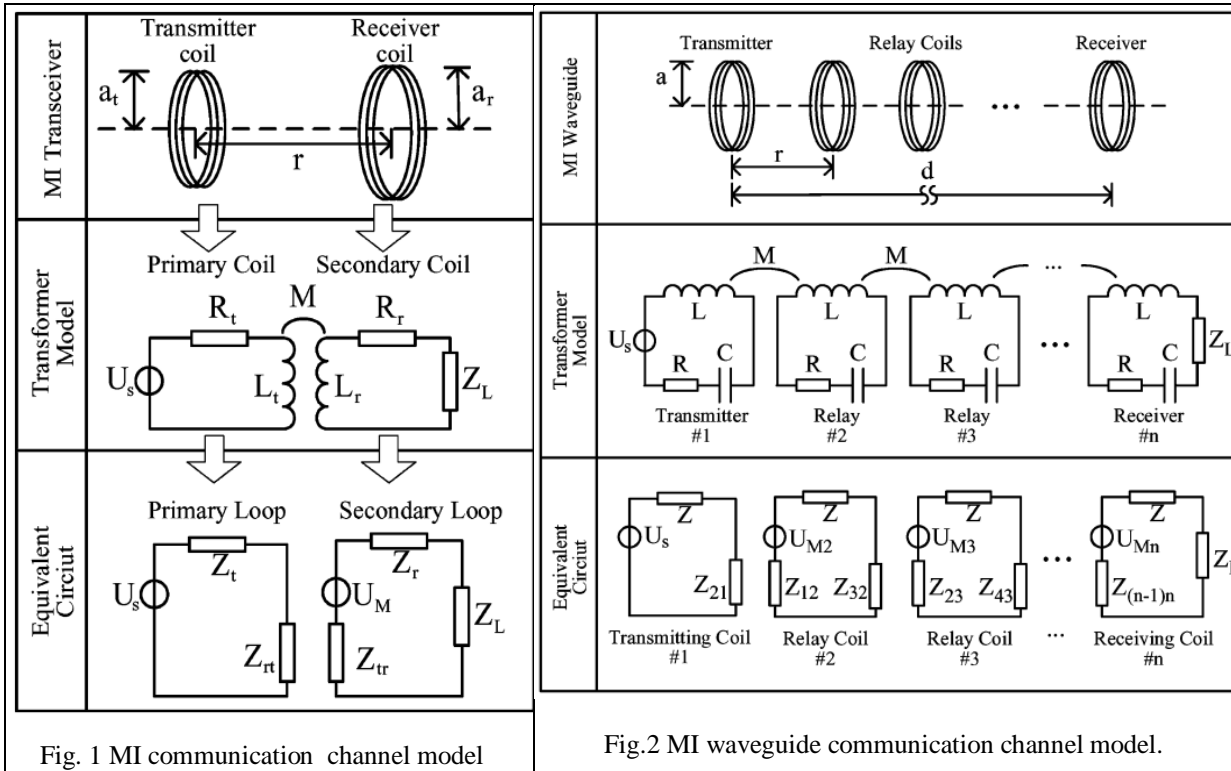 MI Transceiver
Transmitter
coil
Receiver
coil
a_t
a_r
r
Transformer
Model
Primary Coil
Secondary Coil
M
R_t
R_r
U_s
L_t
L_r
Z_L
Equivalent
Circiut
Primary Loop
Secondary Loop
Z_t
Z_r
U_s
U_M
Z_L
Z_rt
Z_tr
Fig. 1 MI communication channel model
MI Waveguide
Transmitter
Relay Coils
Receiver
a
...
r
d
Transformer
Model
M
M
...
L
L
L
L
U_s
Z_L
...
R
C
R
C
R
C
R
C
Transmitter
#1
Relay
#2
Relay
#3
Receiver
#n
Equivalent
Circiut
Z
Z
Z
Z
U_s
U_M2
U_M3
U_Mn
...
Z_21
Z_12
Z_32
Z_23
Z_43
Z_(n-1)n
Transmitting Coil
#1
Relay Coil
#2
Relay Coil
#3
...
Receiving Coil
#n
Fig.2 MI waveguide communication channel model.